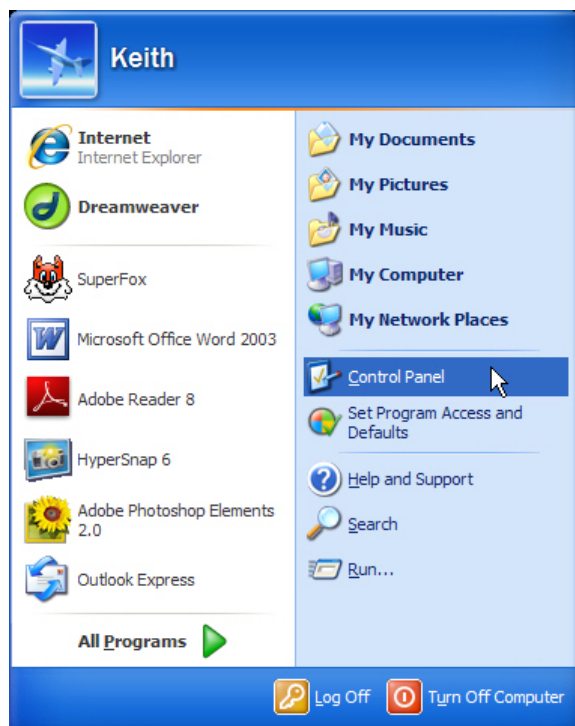 Keith
Internet
Internet Explorer
Dreamweaver
SuperFox
Microsoft Office Word 2003
Adobe Reader 8
HyperSnap 6
Adobe Photoshop Elements
2.0
Outlook Express
All Programs
My Documents
My Pictures
My Music
My Computer
My Network Places
Control Panel
Set Program Access and
Defaults
Help and Support
Search
Run...
Log Off
Turn Off Computer